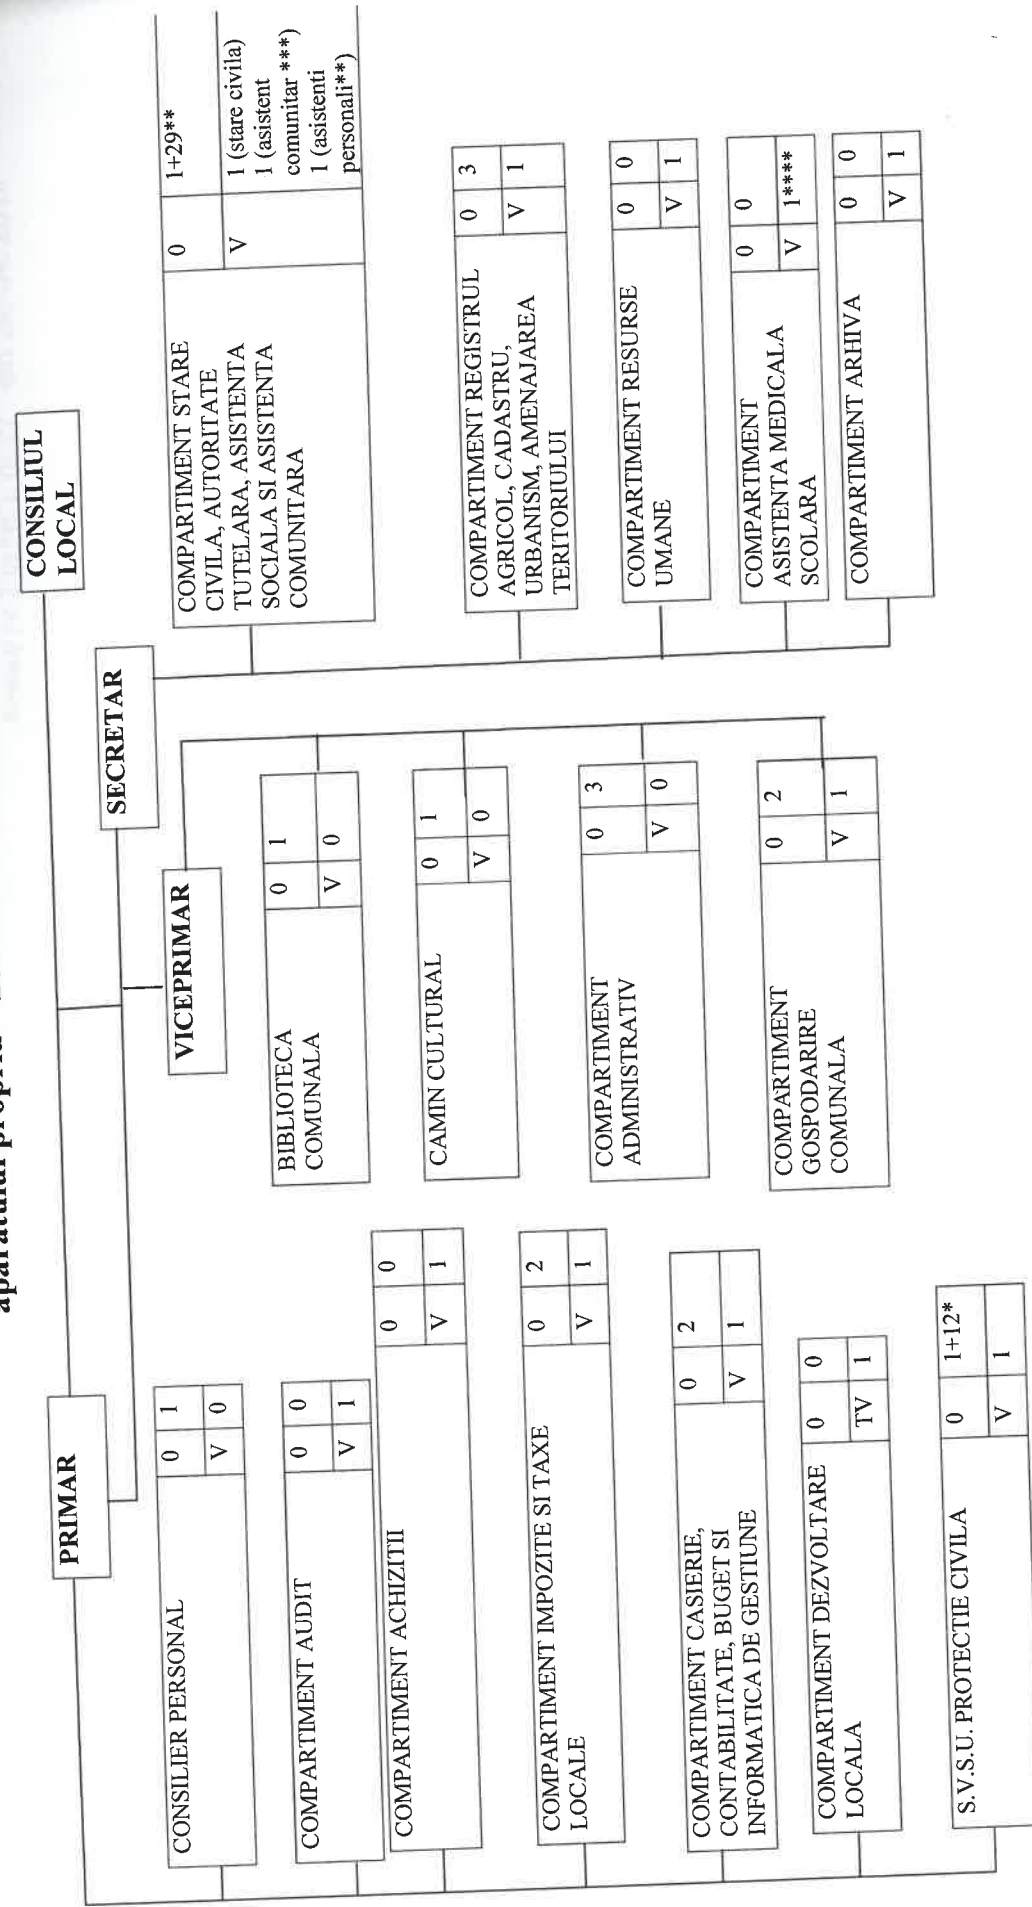 aparatului propriu
CONSILIUL
LOCAL
PRIMAR
SECRETAR
VICEPRIMAR
CONSILIER PERSONAL
0 1
V 0
COMPARTIMENT AUDIT
0 0
V 1
COMPARTIMENT ACHIZITII
0 0
V 1
COMPARTIMENT IMPOZITE SI TAXE
LOCALE
0 2
V 1
COMPARTIMENT CASIERIE,
CONTABILITATE, BUGET SI
INFORMATICA DE GESTIUNE
0 2
V 1
COMPARTIMENT DEZVOLTARE
LOCALA
0 0
TV 1
S.V.S.U. PROTECTIE CIVILA
0 1+12*
V 1
BIBLIOTECA
COMUNALA
0 1
V 0
CAMIN CULTURAL
0 1
V 0
COMPARTIMENT
ADMINISTRATIV
0 3
V 0
COMPARTIMENT
GOSPODARIRE
COMUNALA
0 2
V 1
COMPARTIMENT STARE
CIVILA, AUTORITATE
TUTELARA, ASISTENTA
SOCIALA SI ASISTENTA
COMUNITARA
0 1+29**
V 1 (stare civila)
1 (asistent
comunitar ***)
1 (asistenti
personali**)
COMPARTIMENT REGISTRUL
AGRICOL, CADASTRU,
URBANISM, AMENAJAREA
TERITORIULUI
0 3
V 1
COMPARTIMENT RESURSE
UMANE
0 0
V 1
COMPARTIMENT
ASISTENTA MEDICALA
SCOLARA
0 0
V 1****
COMPARTIMENT ARHIVA
0 0
V 1